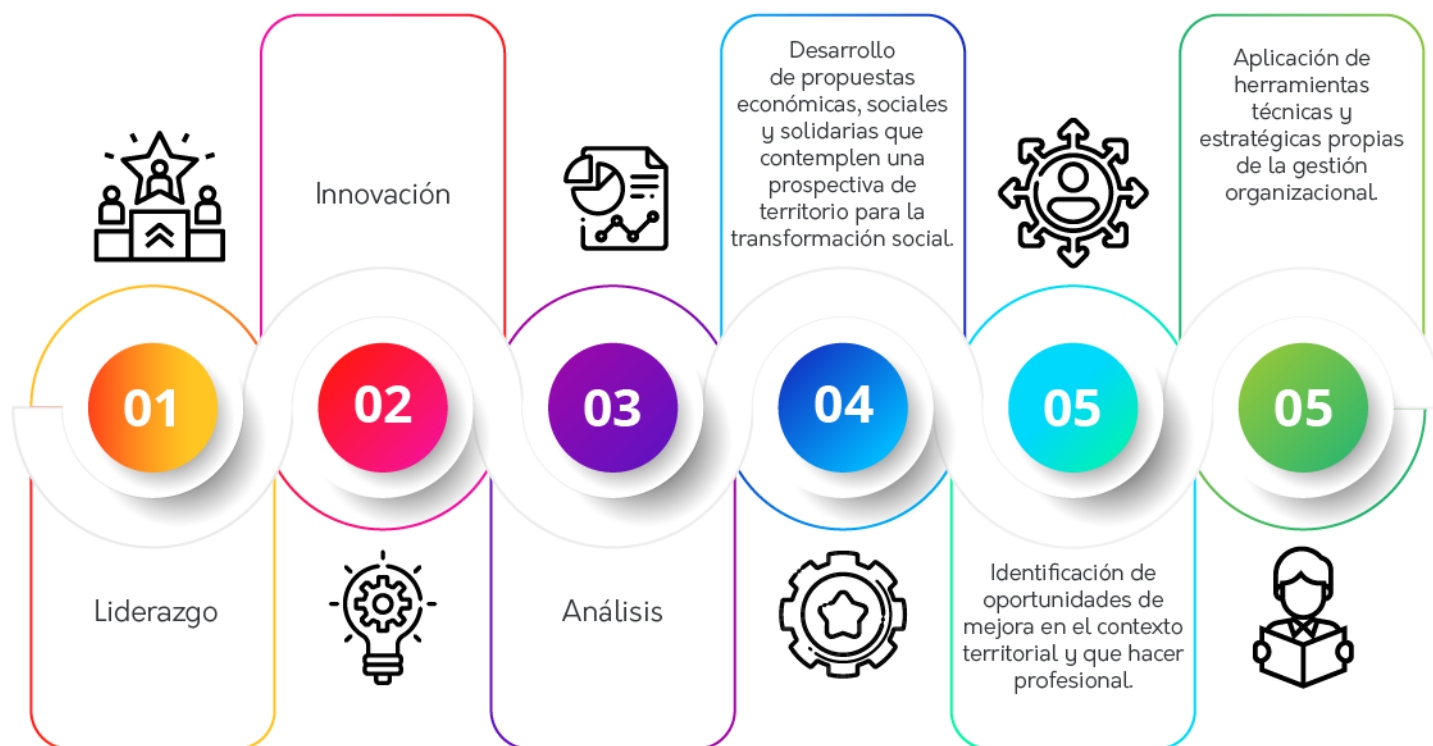 01
Liderazgo
02
Innovación
03
Análisis
04
Desarrollo
de propuestas
económicas, sociales
y solidarias que
contemplen una
prospectiva de
territorio para la
transformación social.
05
Identificación de
oportunidades de
mejora en el contexto
territorial y que hacer
profesional.
05
Aplicación de
herramientas
técnicas y
estratégicas propias
de la gestión
organizacional.